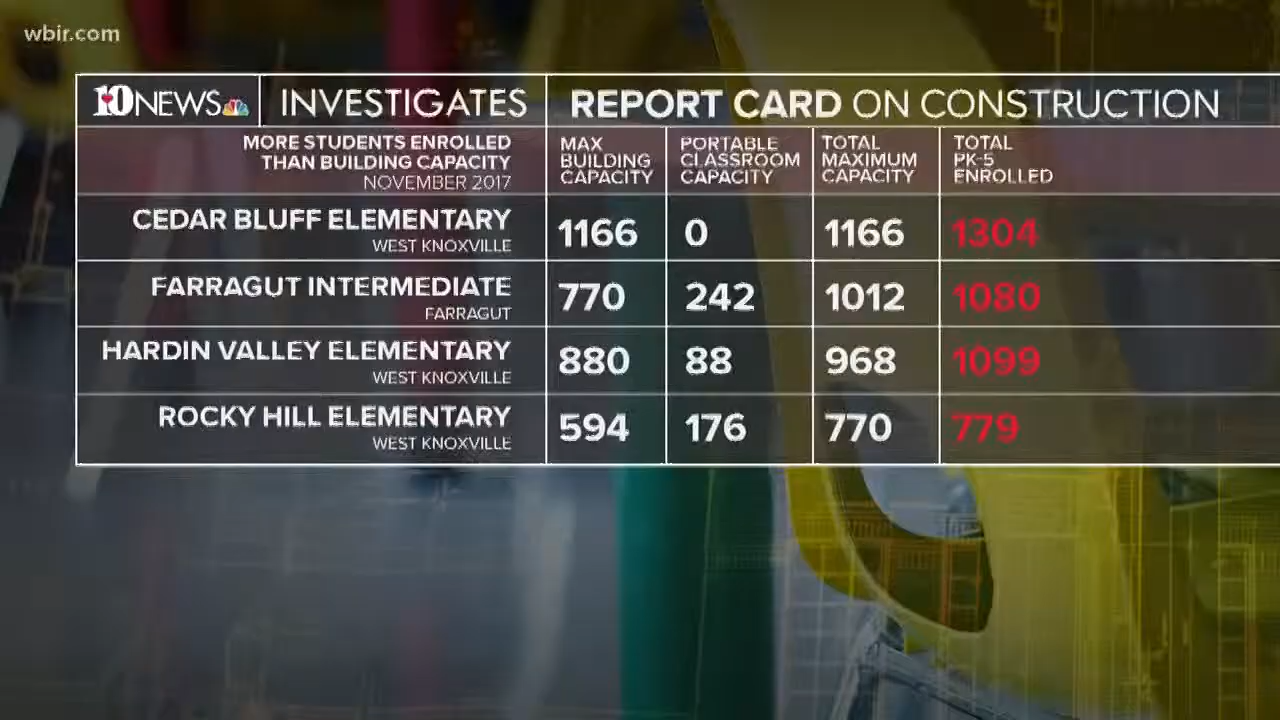 wbir.com
10NEWS INVESTIGATES REPORT CARD ON CONSTRUCTION
MORE STUDENTS ENROLLED
THAN BUILDING CAPACITY
NOVEMBER 2017
MAX
BUILDING
CAPACITY
PORTABLE
CLASSROOM
CAPACITY
TOTAL
MAXIMUM
CAPACITY
TOTAL
PK-5
ENROLLED
CEDAR BLUFF ELEMENTARY
WEST KNOXVILLE
1166 0 1166 1304
FARRAGUT INTERMEDIATE
FARRAGUT
770 242 1012 1080
HARDIN VALLEY ELEMENTARY
WEST KNOXVILLE
880 88 968 1099
ROCKY HILL ELEMENTARY
WEST KNOXVILLE
594 176 770 779